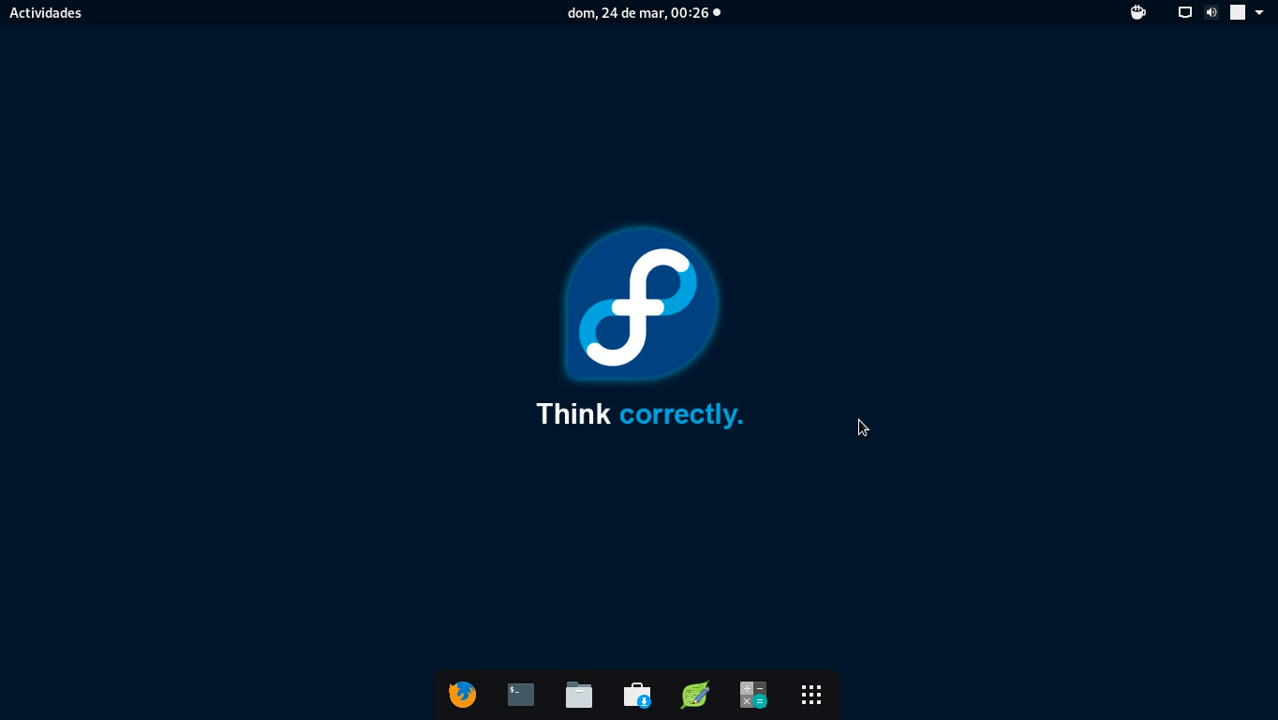 Actividades
dom, 24 de mar, 00:26
Think correctly.
$_